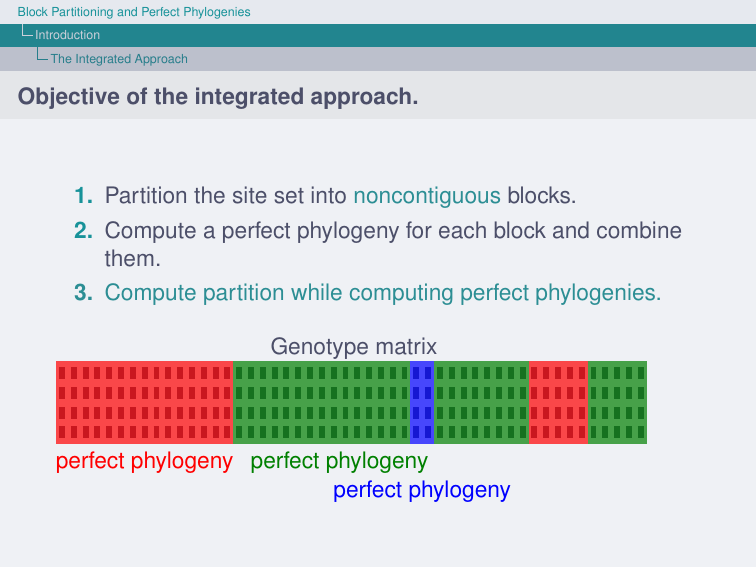 Block Partitioning and Perfect Phylogenies
Introduction
The Integrated Approach
Objective of the integrated approach.
1. Partition the site set into noncontiguous blocks.
2. Compute a perfect phylogeny for each block and combine
them.
3. Compute partition while computing perfect phylogenies.
Genotype matrix
perfect phylogeny perfect phylogeny
perfect phylogeny